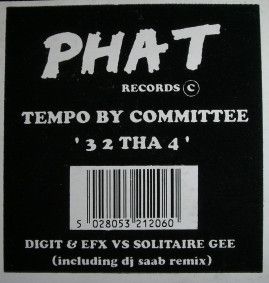 PHAT
RECORDS ©
TEMPO BY COMMITTEE
' 3 2 THA 4 '
5 028053 212060
DIGIT & EFX VS SOLITAIRE GEE
(including dj saab remix)